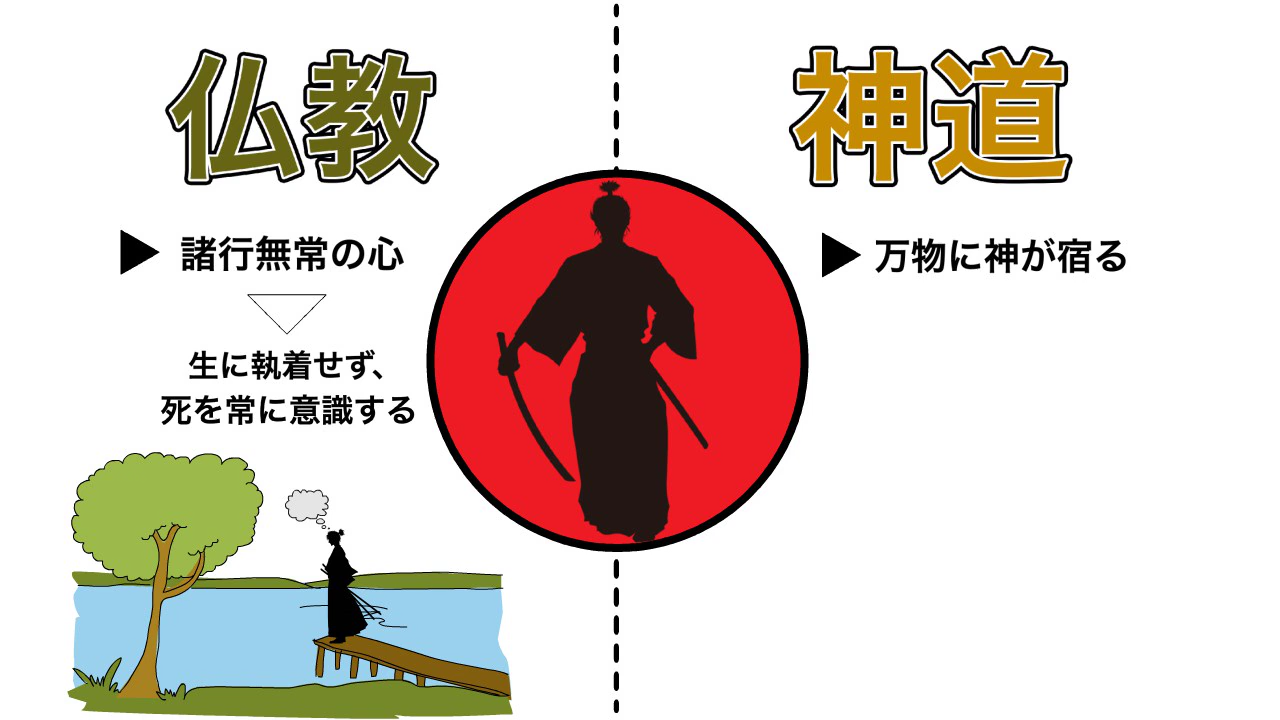 仏教
諸行無常の心
生に執着せず、
死を常に意識する
神道
万物に神が宿る